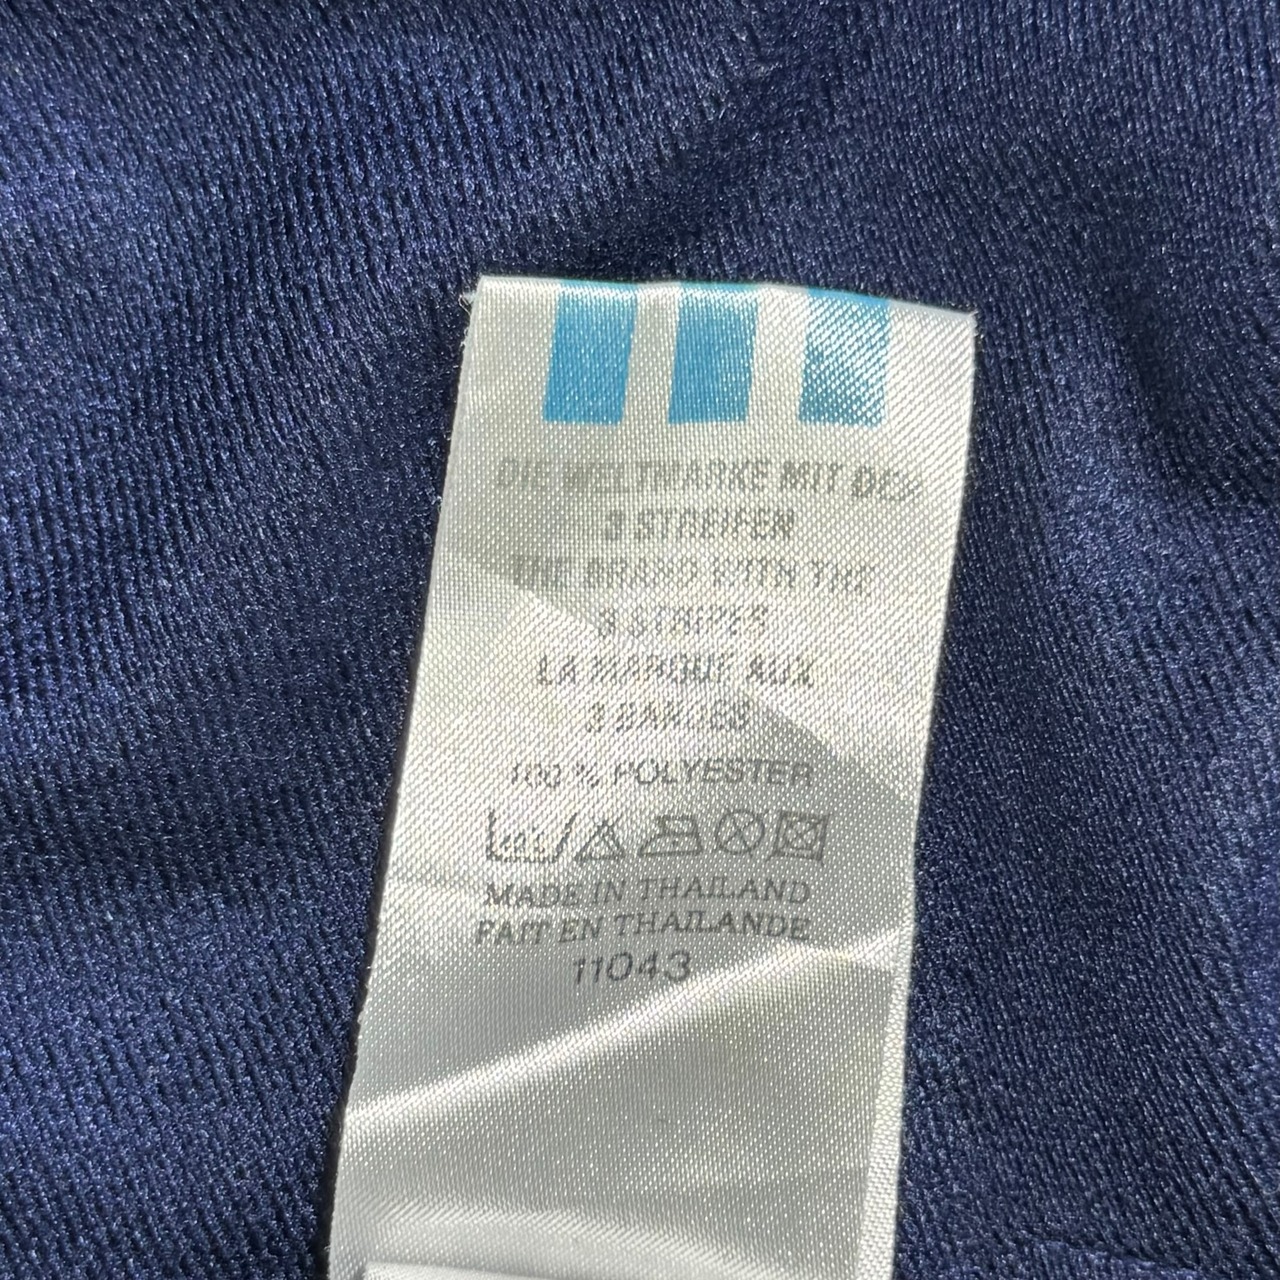 DIE WELTMARKE MIT DEN
3 STREIFEN
THE BRAND WITH THE
3 STRIPES
LA MARQUE AUX
3 BANDES
100 % POLYESTER
MADE IN THAILAND
FAIT EN THAILANDE
11043